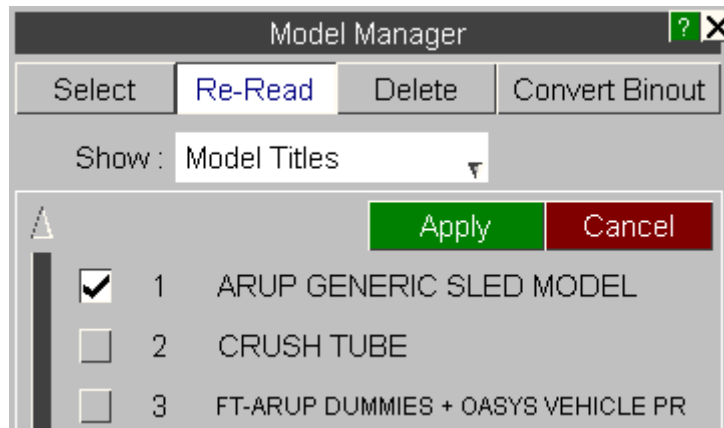 Model Manager ? X
Select Re-Read Delete Convert Binout
Show : Model Titles
Apply Cancel
1 ARUP GENERIC SLED MODEL
2 CRUSH TUBE
3 FT-ARUP DUMMIES + OASYS VEHICLE PR